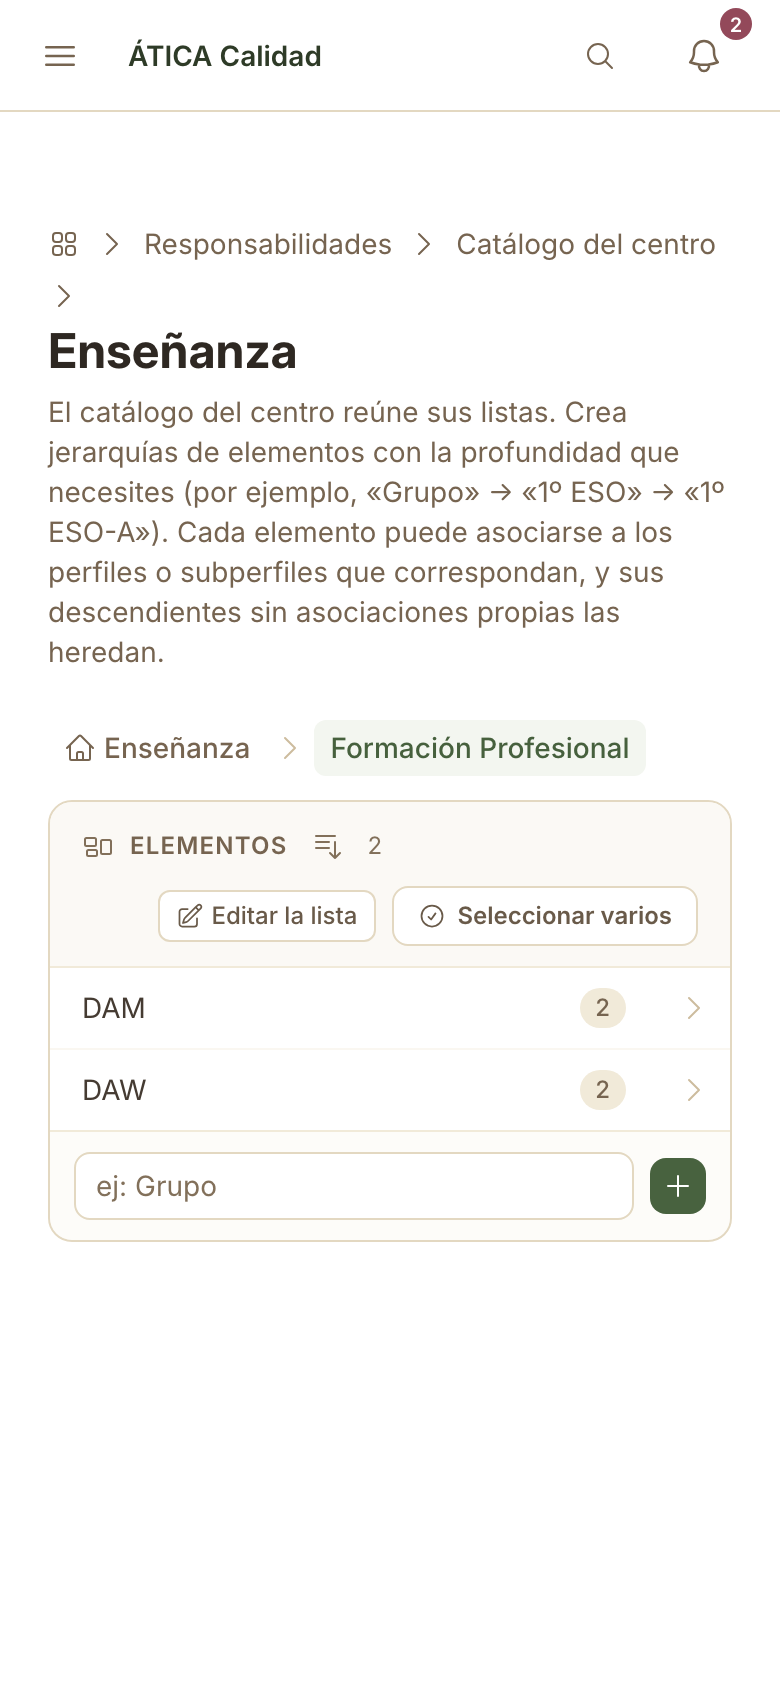 ÁTICA Calidad
2
Responsabilidades
Catálogo del centro
Enseñanza
El catálogo del centro reúne sus listas. Crea
jerarquías de elementos con la profundidad que
necesites (por ejemplo, «Grupo» → «1º ESO» → «1º
ESO-A»). Cada elemento puede asociarse a los
perfiles o subperfiles que correspondan, y sus
descendientes sin asociaciones propias las
heredan.
Enseñanza
Formación Profesional
ELEMENTOS 2
Editar la lista
Seleccionar varios
DAM 2
DAW 2
ej: Grupo